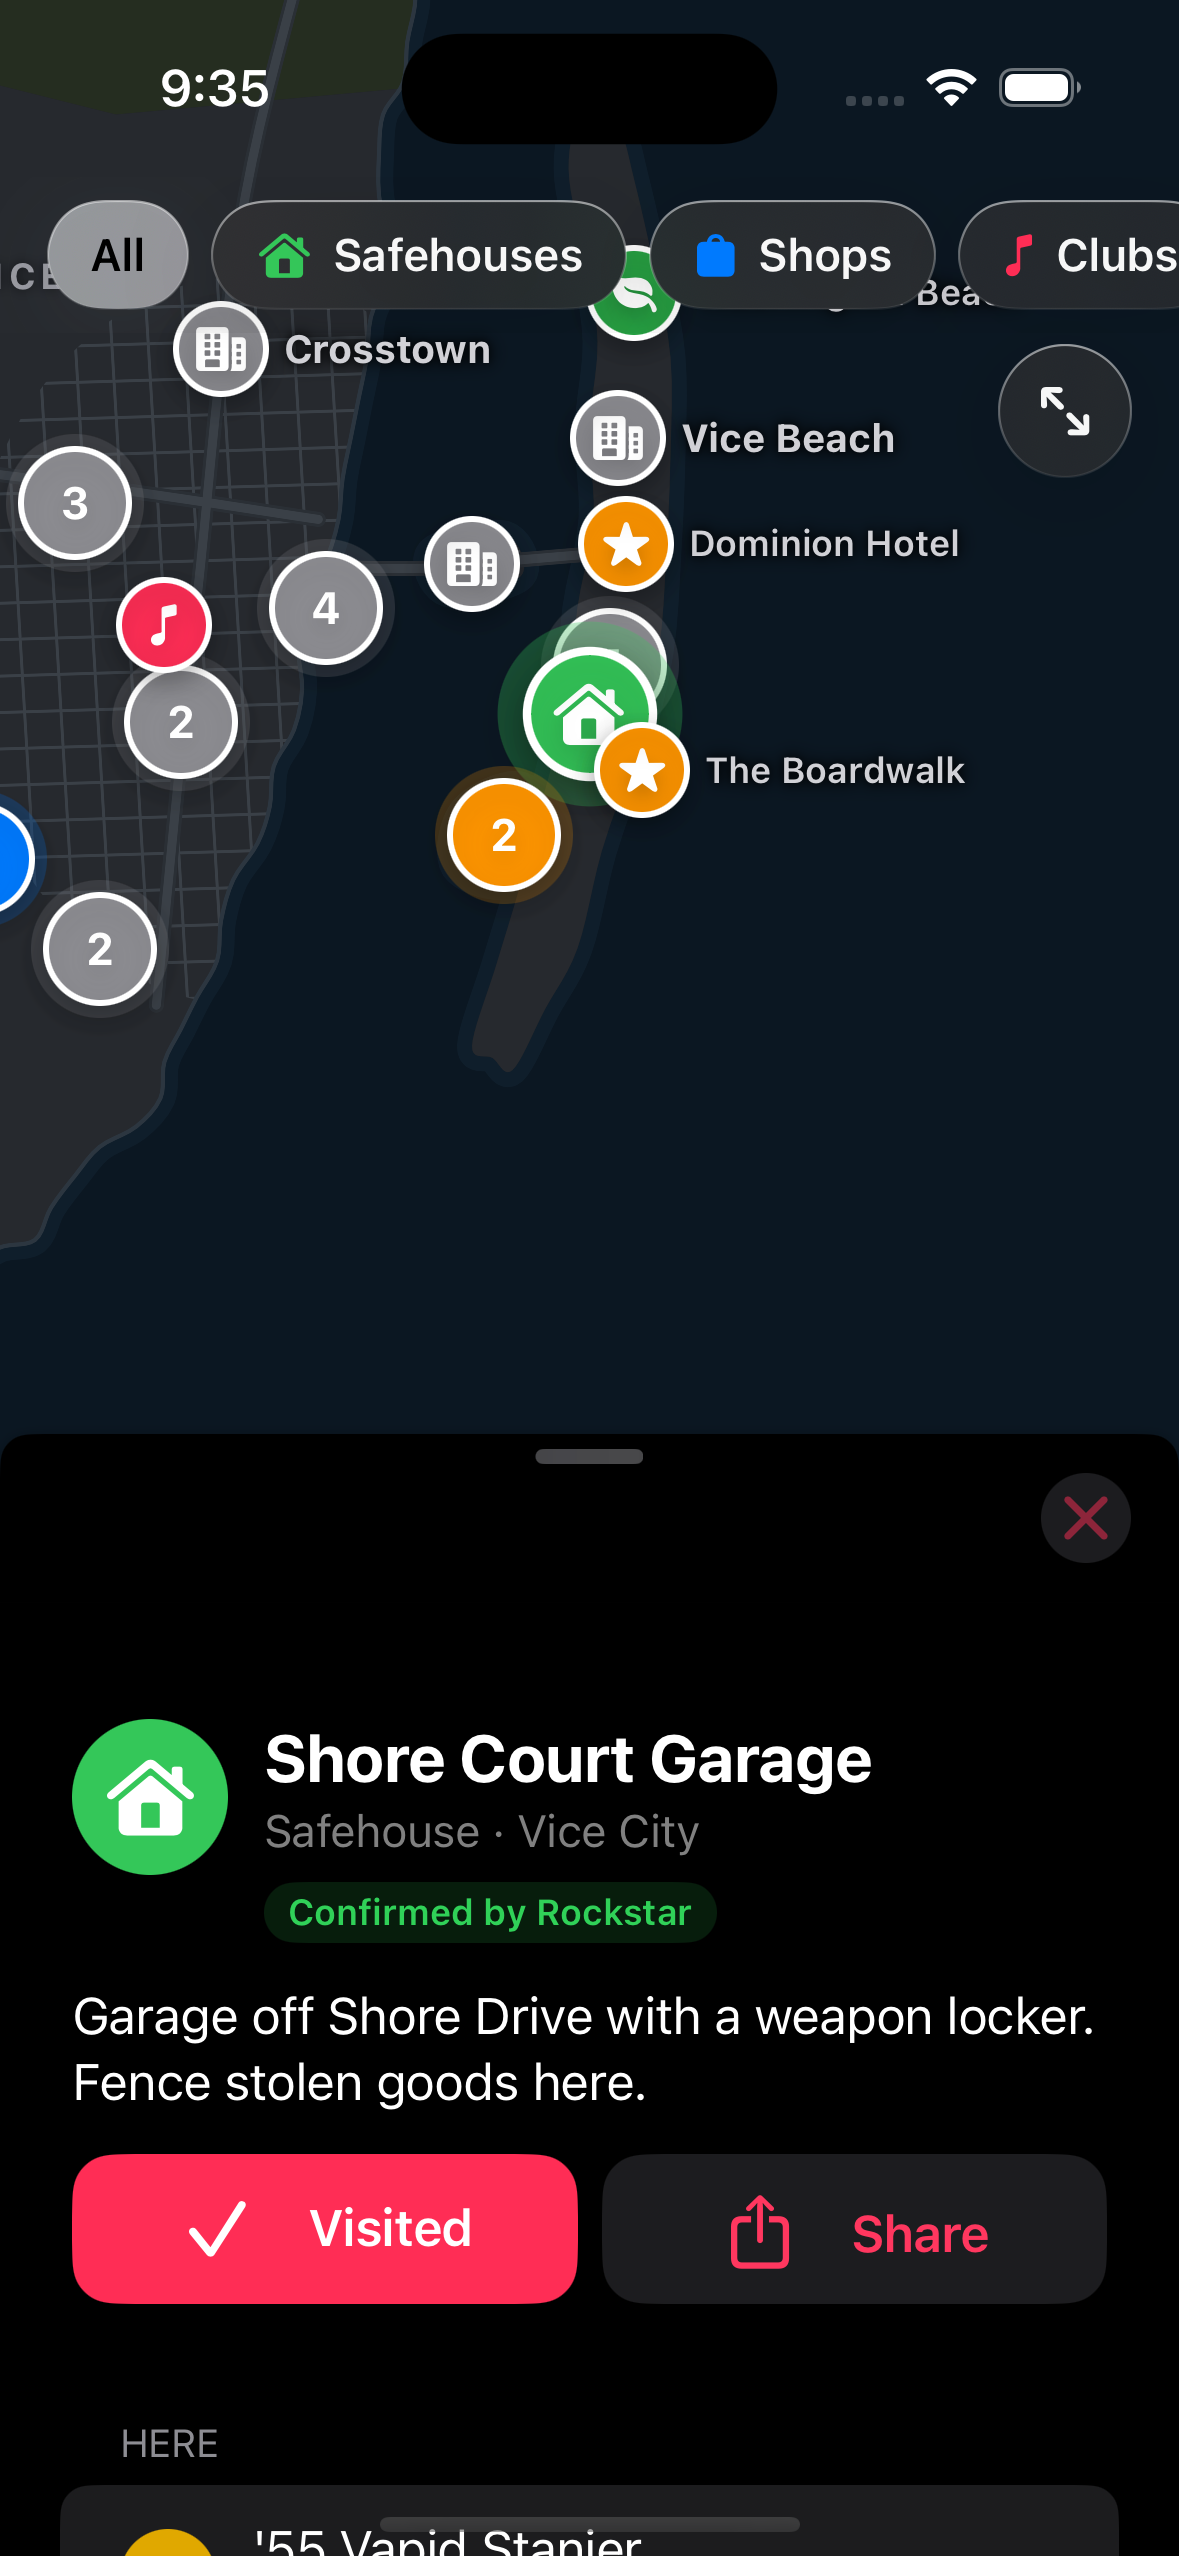 9:35
All
Safehouses
Shops
Clubs
Crosstown
Vice Beach
3
Dominion Hotel
4
2
The Boardwalk
2
2
Shore Court Garage
Safehouse · Vice City
Confirmed by Rockstar
Garage off Shore Drive with a weapon locker.
Fence stolen goods here.
Visited
Share
HERE
'55 Vapid Stanier